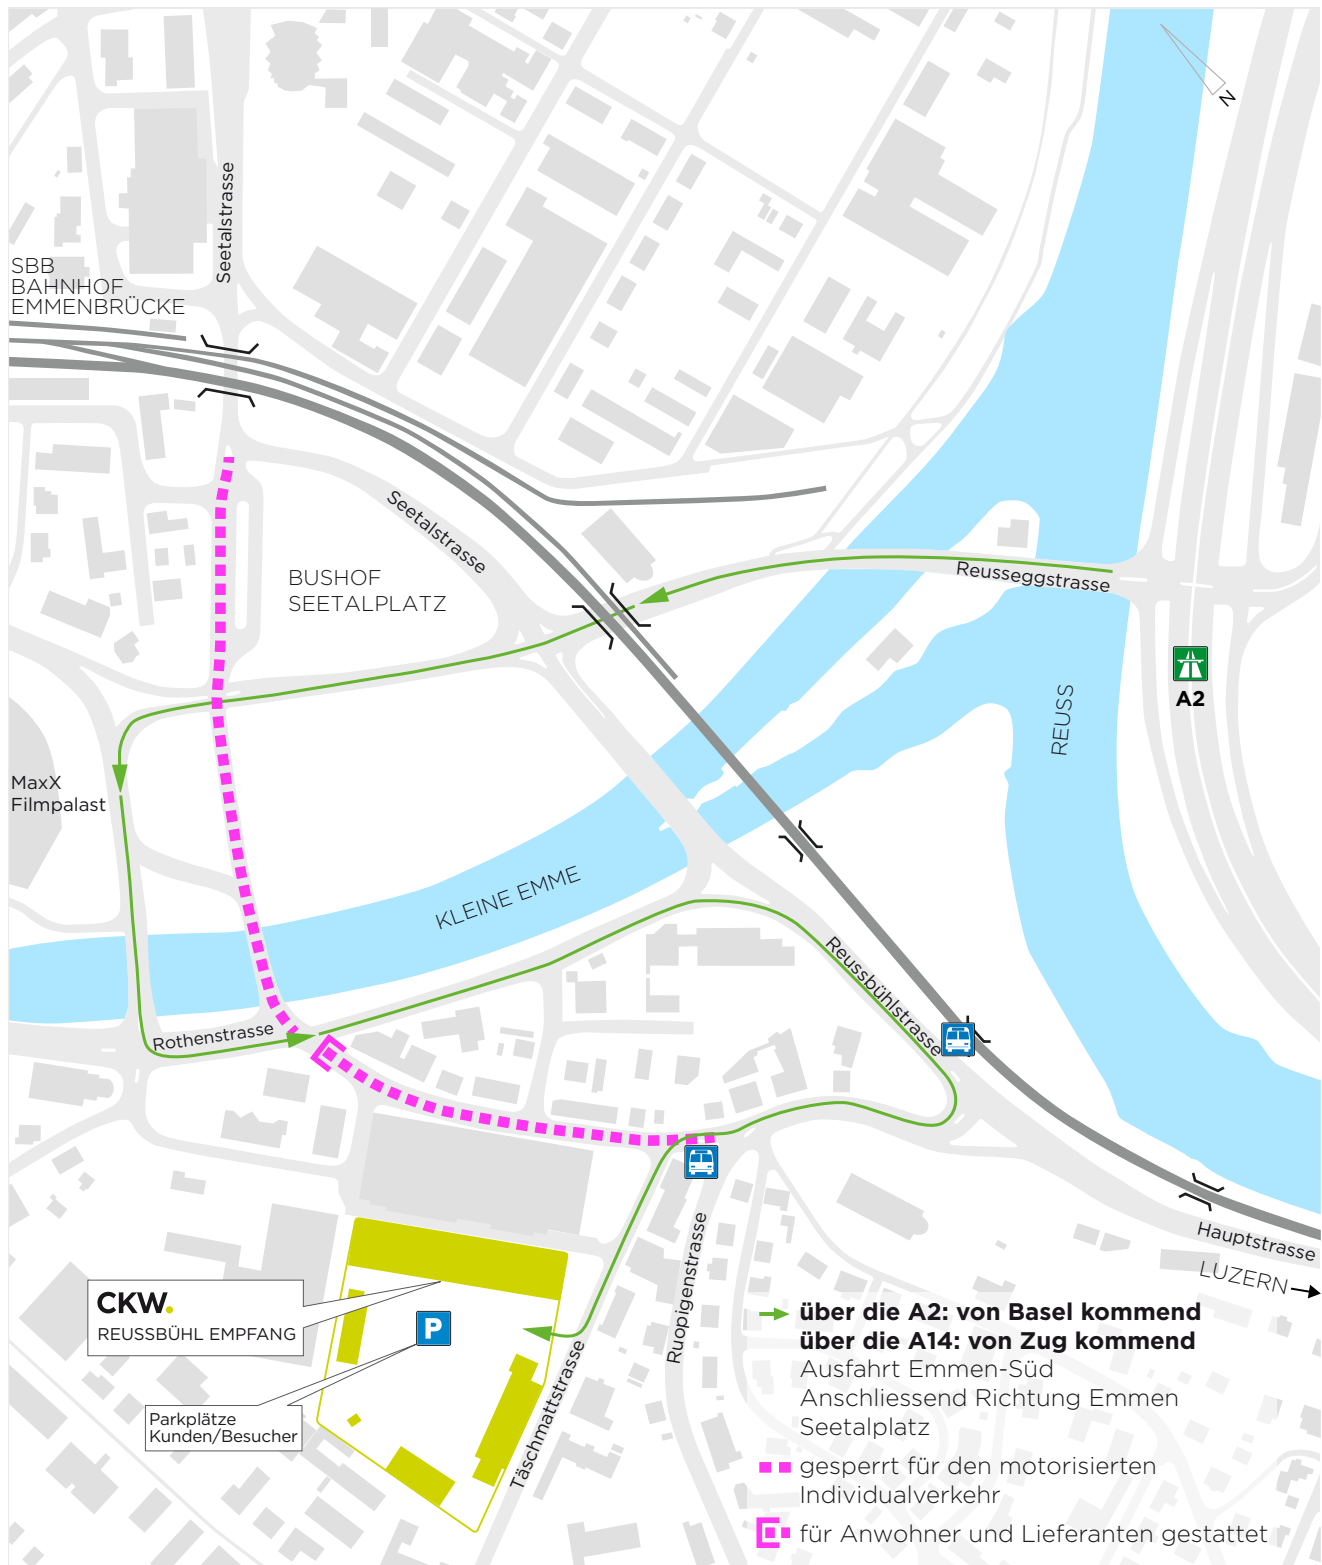 N
Seetalstrasse
SBB
BAHNHOF
EMMENBRÜCKE
Seetalstrasse
BUSHOF
SEETALPLATZ
Reusseggstrasse
A2
REUSS
MaxX
Filmpalast
KLEINE EMME
Reussbühlstrasse
Rothenstrasse
Hauptstrasse
LUZERN
Ruopigenstrasse
Täschmattstrasse
CKW.
REUSSBÜHL EMPFANG
P
Parkplätze
Kunden/Besucher
über die A2: von Basel kommend
über die A14: von Zug kommend
Ausfahrt Emmen-Süd
Anschliessend Richtung Emmen
Seetalplatz
gesperrt für den motorisierten
Individualverkehr
für Anwohner und Lieferanten gestattet